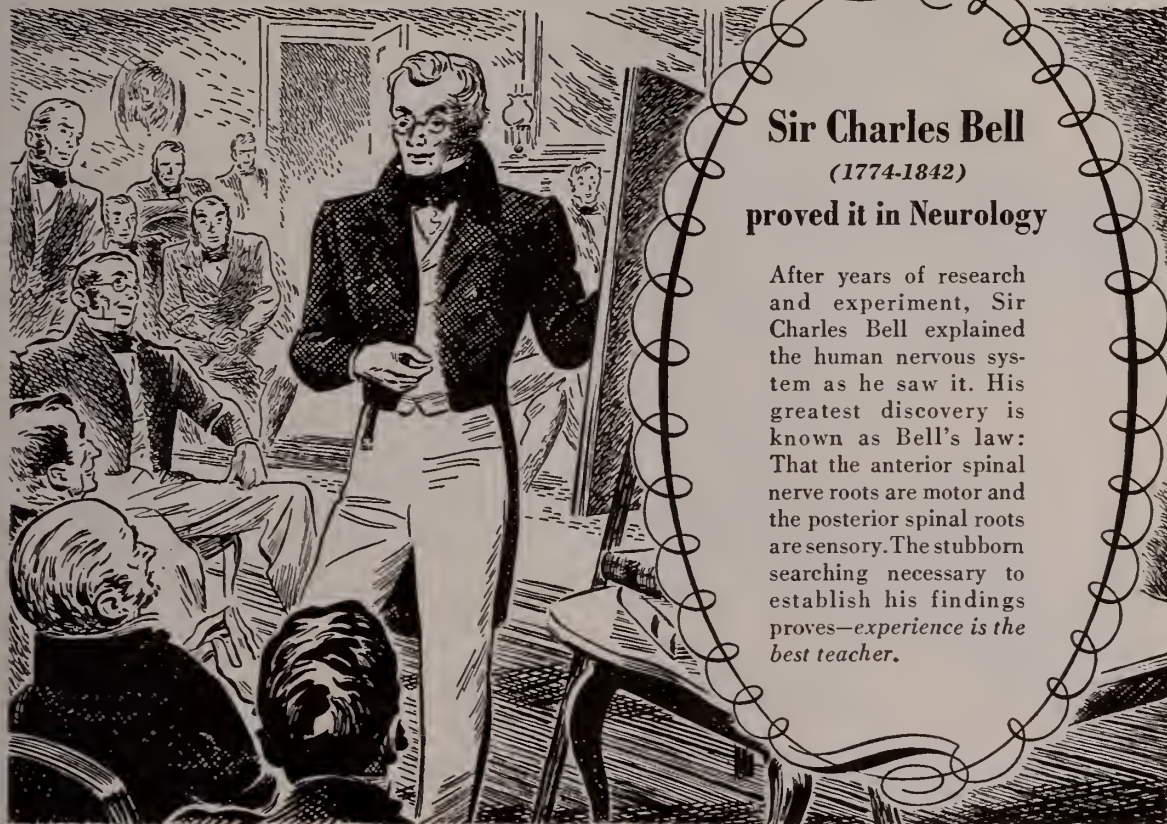 Sir Charles Bell
(1774-1842)
proved it in Neurology
After years of research
and experiment, Sir
Charles Bell explained
the human nervous sys-
tem as he saw it. His
greatest discovery is
known as Bell's law:
That the anterior spinal
nerve roots are motor and
the posterior spinal roots
are sensory. The stubborn
searching necessary to
establish his findings
proves—experience is the
best teacher.